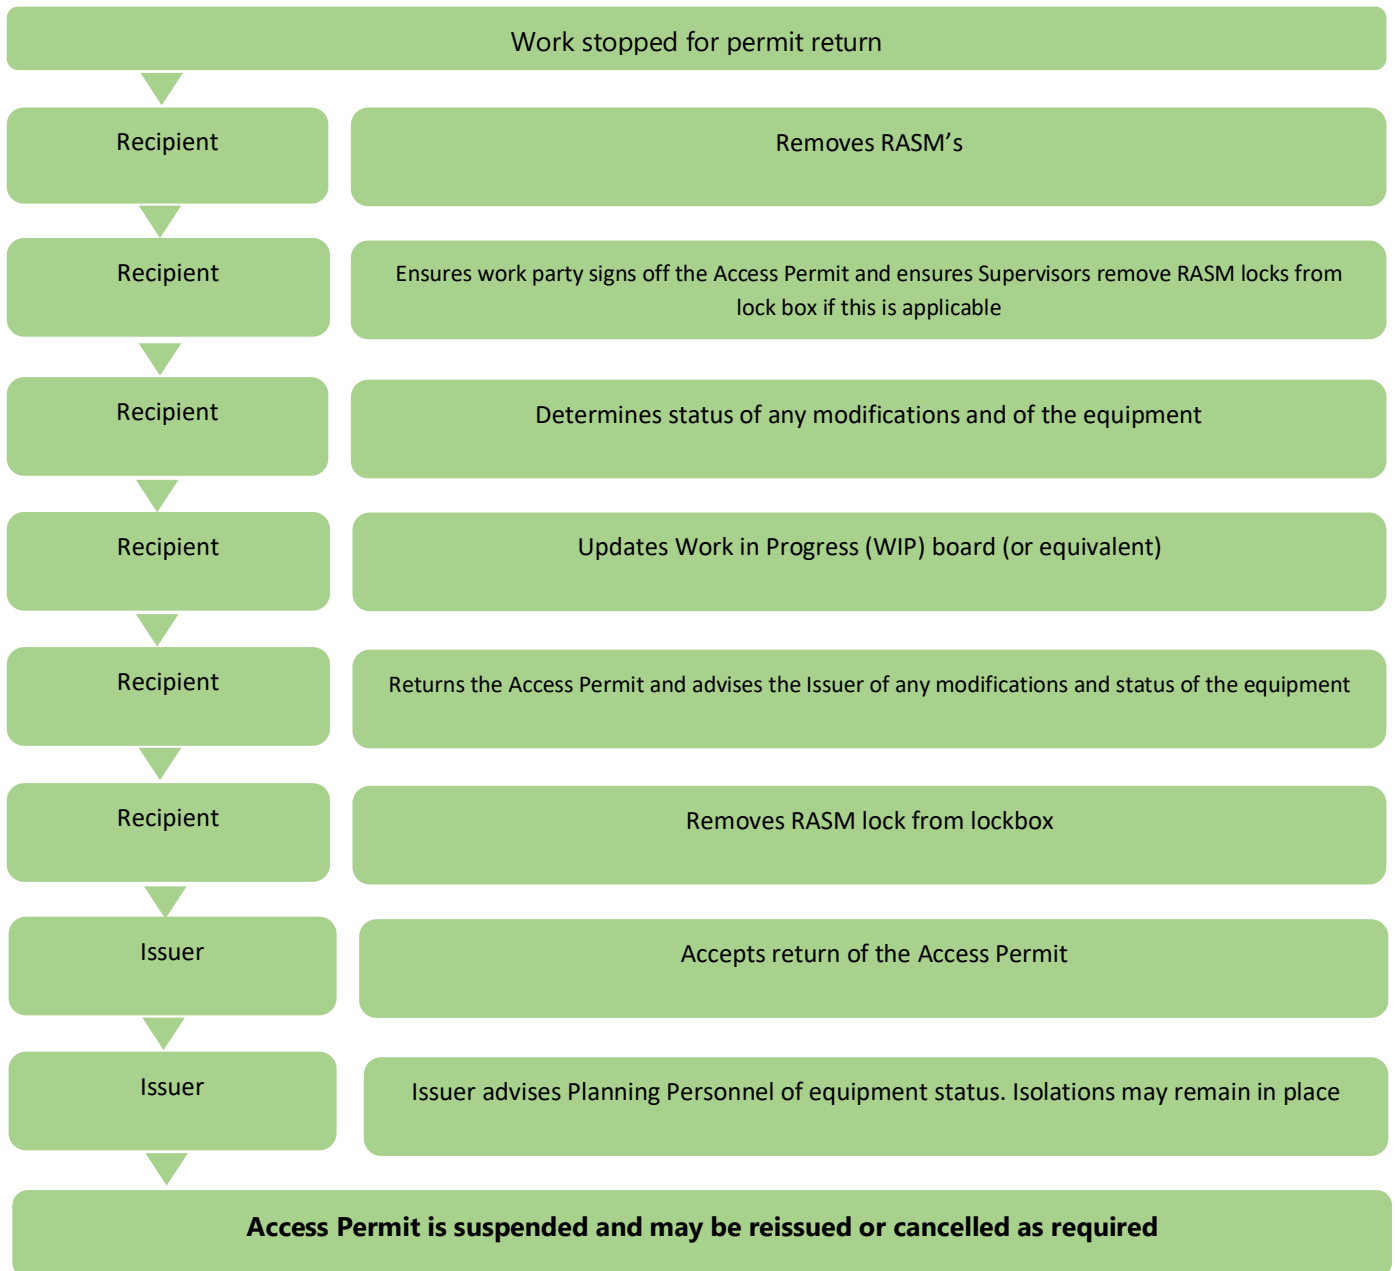 Work stopped for permit return
Recipient
Removes RASM’s
Recipient
Ensures work party signs off the Access Permit and ensures Supervisors remove RASM locks from
lock box if this is applicable
Recipient
Determines status of any modifications and of the equipment
Recipient
Updates Work in Progress (WIP) board (or equivalent)
Recipient
Returns the Access Permit and advises the Issuer of any modifications and status of the equipment
Recipient
Removes RASM lock from lockbox
Issuer
Accepts return of the Access Permit
Issuer
Issuer advises Planning Personnel of equipment status. Isolations may remain in place
Access Permit is suspended and may be reissued or cancelled as required